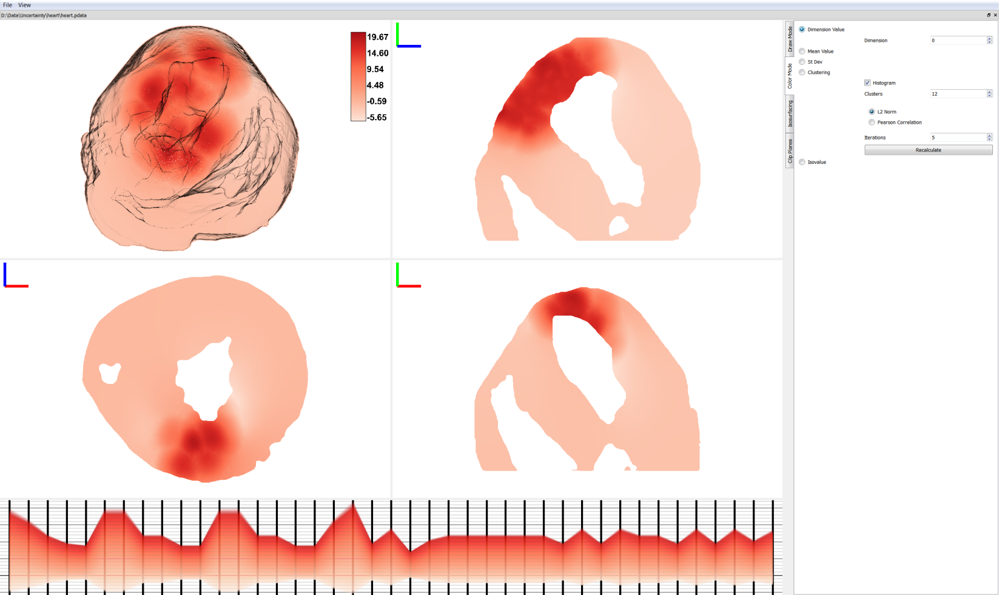 File View
D:\Data\Uncertainty\heart\heart.pdata
19.67
14.60
9.54
4.48
-0.59
-5.65
Draw Mode
Color Mode
Isosurfacing
Clip Planes
Dimension Value
Dimension 0
Mean Value
St Dev
Clustering
Histogram
Clusters 12
L2 Norm
Pearson Correlation
Iterations 5
Recalculate
Isovalue